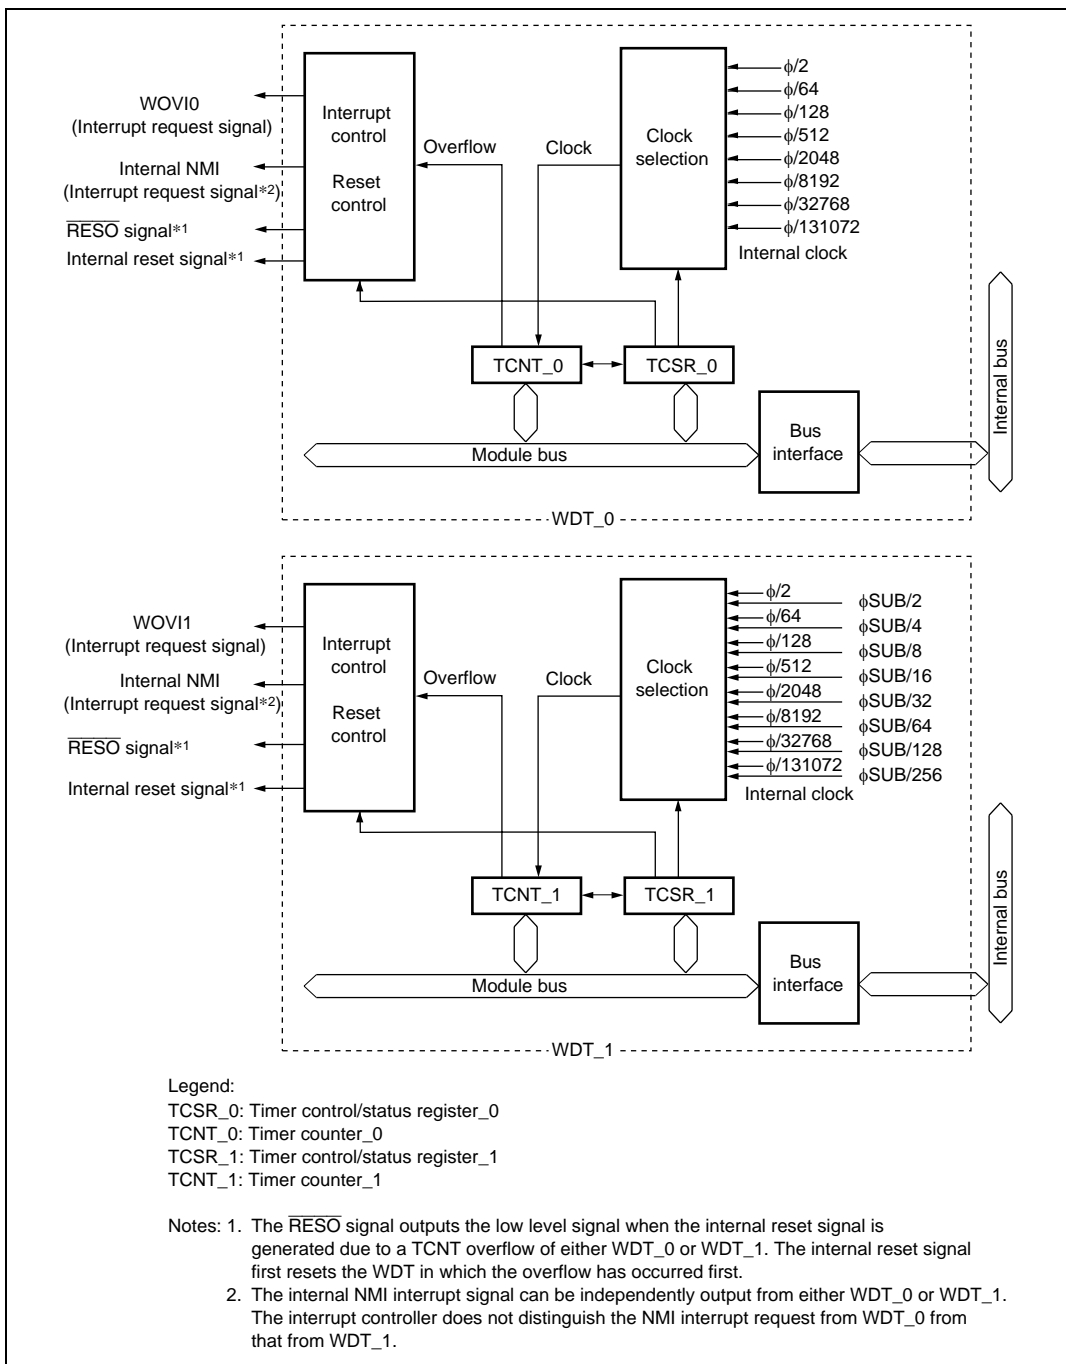 WOVI0
(Interrupt request signal)
Internal NMI
(Interrupt request signal*2)
RESO signal*1
Internal reset signal*1
Interrupt
control
Reset
control
Overflow
Clock
Clock
selection
ϕ/2
ϕ/64
ϕ/128
ϕ/512
ϕ/2048
ϕ/8192
ϕ/32768
ϕ/131072
Internal clock
TCNT_0
TCSR_0
Module bus
Bus
interface
Internal bus
WDT_0
WOVI1
(Interrupt request signal)
Internal NMI
(Interrupt request signal*2)
RESO signal*1
Internal reset signal*1
Interrupt
control
Reset
control
Overflow
Clock
Clock
selection
ϕ/2
ϕSUB/2
ϕ/64
ϕSUB/4
ϕ/128
ϕSUB/8
ϕ/512
ϕSUB/16
ϕ/2048
ϕSUB/32
ϕ/8192
ϕSUB/64
ϕ/32768
ϕSUB/128
ϕ/131072
ϕSUB/256
Internal clock
TCNT_1
TCSR_1
Module bus
Bus
interface
Internal bus
WDT_1
Legend:
TCSR_0: Timer control/status register_0
TCNT_0: Timer counter_0
TCSR_1: Timer control/status register_1
TCNT_1: Timer counter_1
Notes: 1. The RESO signal outputs the low level signal when the internal reset signal is
generated due to a TCNT overflow of either WDT_0 or WDT_1. The internal reset signal
first resets the WDT in which the overflow has occurred first.
2. The internal NMI interrupt signal can be independently output from either WDT_0 or WDT_1.
The interrupt controller does not distinguish the NMI interrupt request from WDT_0 from
that from WDT_1.